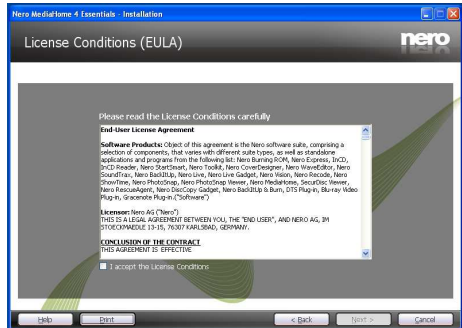 Nero MediaHome 4 Essentials - Installation
License Conditions (EULA)
nero
Please read the License Conditions carefully
End-User License Agreement
Software Products: Object of this agreement is the Nero software suite, comprising a
selection of components, that varies with different suite types, as well as standalone
applications and programs from the following list: Nero Burning ROM, Nero Express, InCD,
InCD Reader, Nero StartSmart, Nero Toolkit, Nero CoverDesigner, Nero WaveEditor, Nero
SoundTrax, Nero BackItUp, Nero Live, Nero Live Gadget, Nero Vision, Nero Recode, Nero
ShowTime, Nero PhotoSnap, Nero PhotoSnap Viewer, Nero MediaHome, SecurDisc Viewer,
Nero RescueAgent, Nero DiscCopy Gadget, Nero BackItUp & Burn, DTS Plug-in, Blu-ray Video
Plug-in, Gracenote Plug-in.("Software")
Licensor: Nero AG ("Nero")
THIS IS A LEGAL AGREEMENT BETWEEN YOU, THE "END USER", AND NERO AG, IM
STOECKMAEDLE 13-15, 76307 KARLSBAD, GERMANY.
CONCLUSION OF THE CONTRACT
THIS AGREEMENT IS EFFECTIVE
I accept the License Conditions
Help
Print
< Back
Next >
Cancel